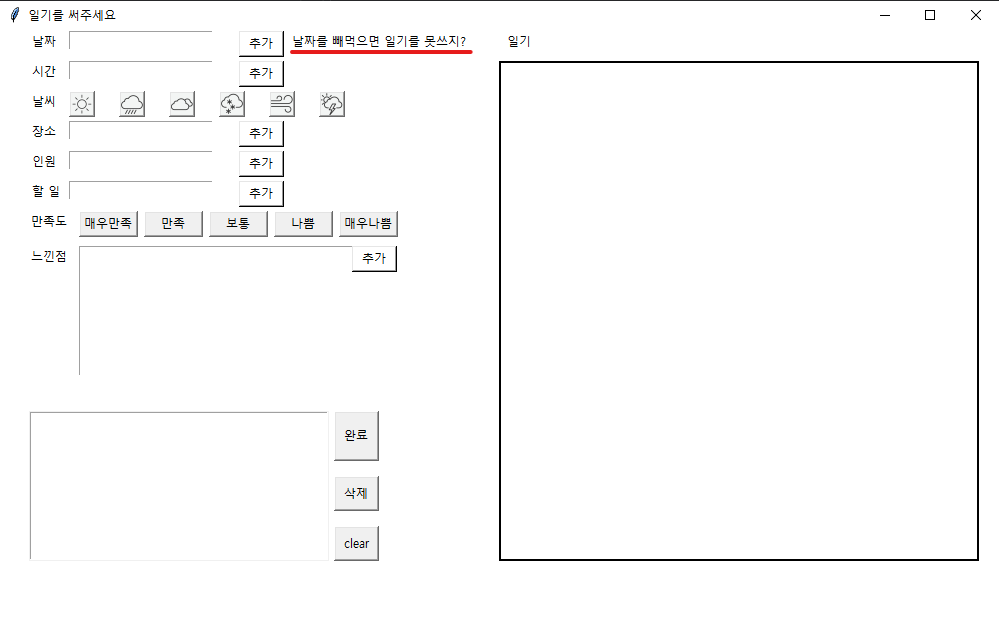 일기를 써주세요
날짜 추가 날짜를 빼먹으면 일기를 못쓰지? 일기
시간 추가
날씨
장소 추가
인원 추가
할 일 추가
만족도 매우만족 만족 보통 나쁨 매우나쁨
느낀점 추가
완료
삭제
clear